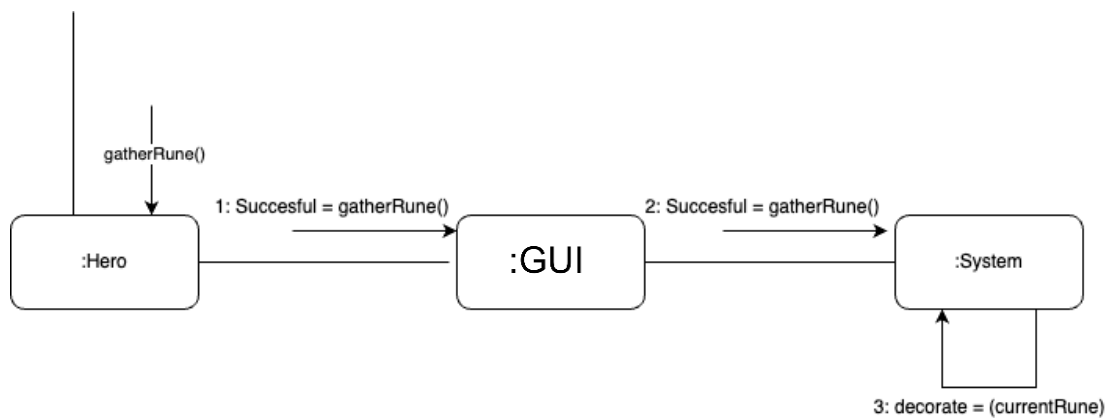 gatherRune()
1: Succesful = gatherRune()
2: Succesful = gatherRune()
:Hero
:GUI
:System
3: decorate = (currentRune)